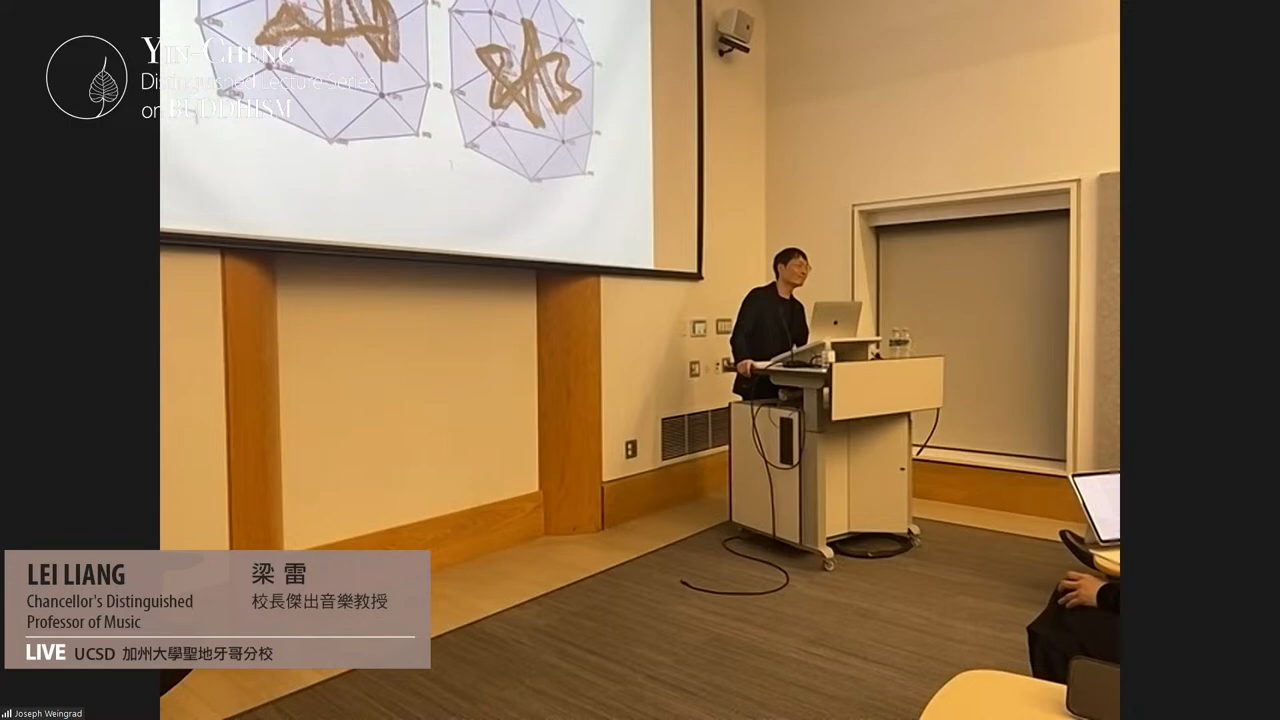 YIN-CHENG
Distinguished Lecture Series
on BUDDHISM
LEI LIANG 梁 雷
Chancellor's Distinguished 校長傑出音樂教授
Professor of Music
LIVE UCSD 加州大學聖地牙哥分校
Joseph Weingrad